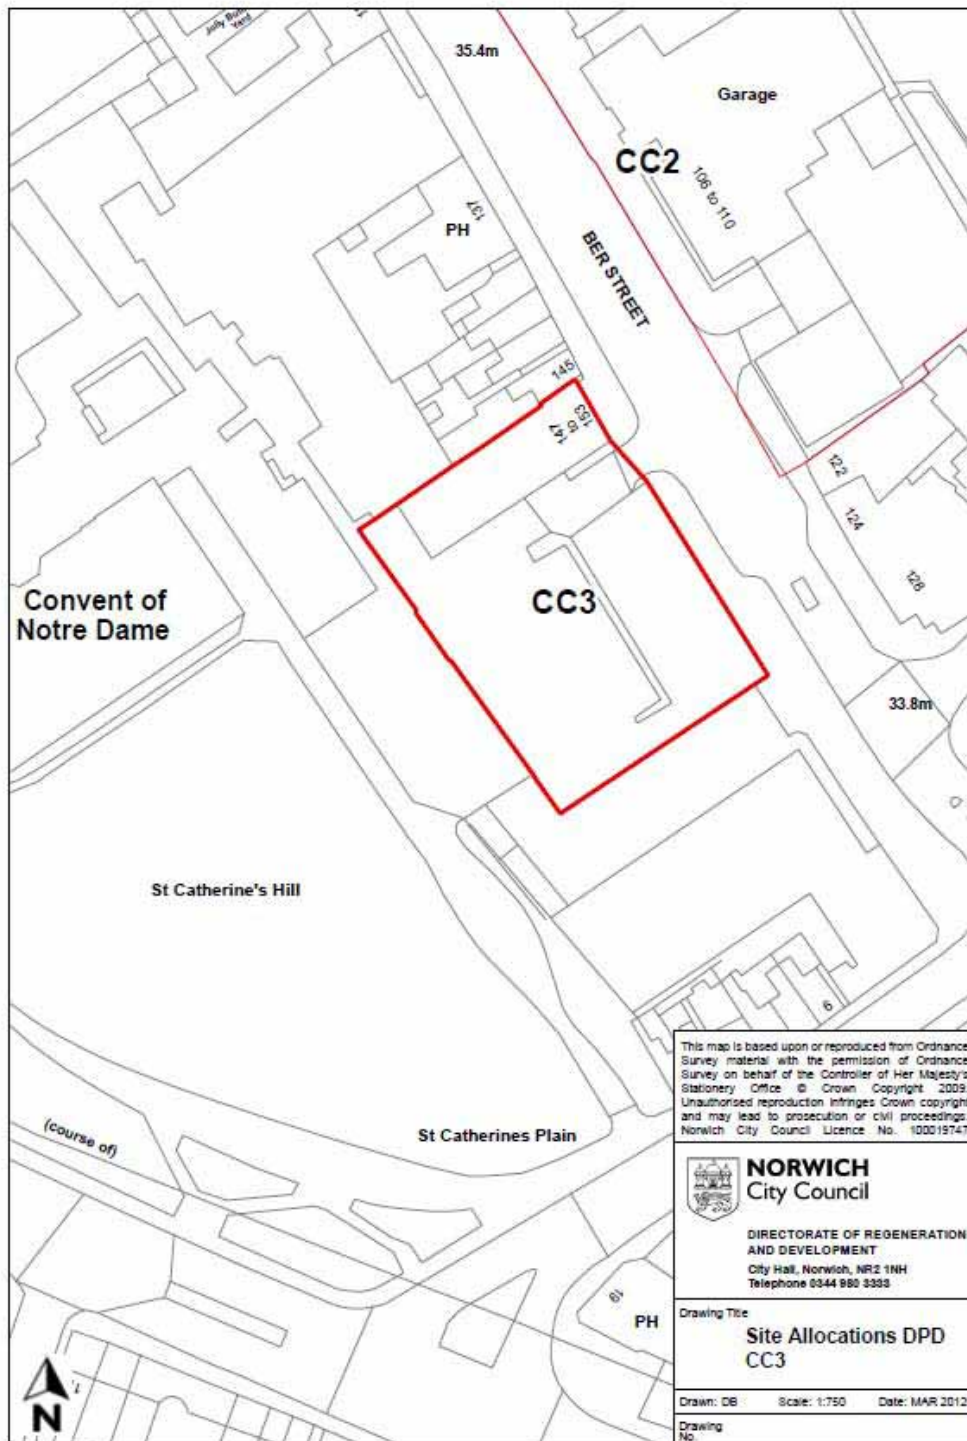 Jolly Butchers Yard
35.4m
Garage
CC2
106 to 110
137
PH
BER STREET
145
147 to 153
122
124
128
CC3
Convent of
Notre Dame
33.8m
St Catherine's Hill
6
This map is based upon or reproduced from Ordnance
Survey material with the permission of Ordnance
Survey on behalf of the Controller of Her Majesty's
Stationery Office © Crown Copyright 2009.
Unauthorised reproduction infringes Crown copyright
and may lead to prosecution or civil proceedings.
Norwich City Council Licence No. 100019747
(course of)
St Catherines Plain
NORWICH
City Council
DIRECTORATE OF REGENERATION
AND DEVELOPMENT
City Hall, Norwich, NR2 1NH
Telephone 0344 980 3333
19
PH
Drawing Title
Site Allocations DPD
CC3
N
Drawn: DB Scale: 1:750 Date: MAR 2012
Drawing
No.